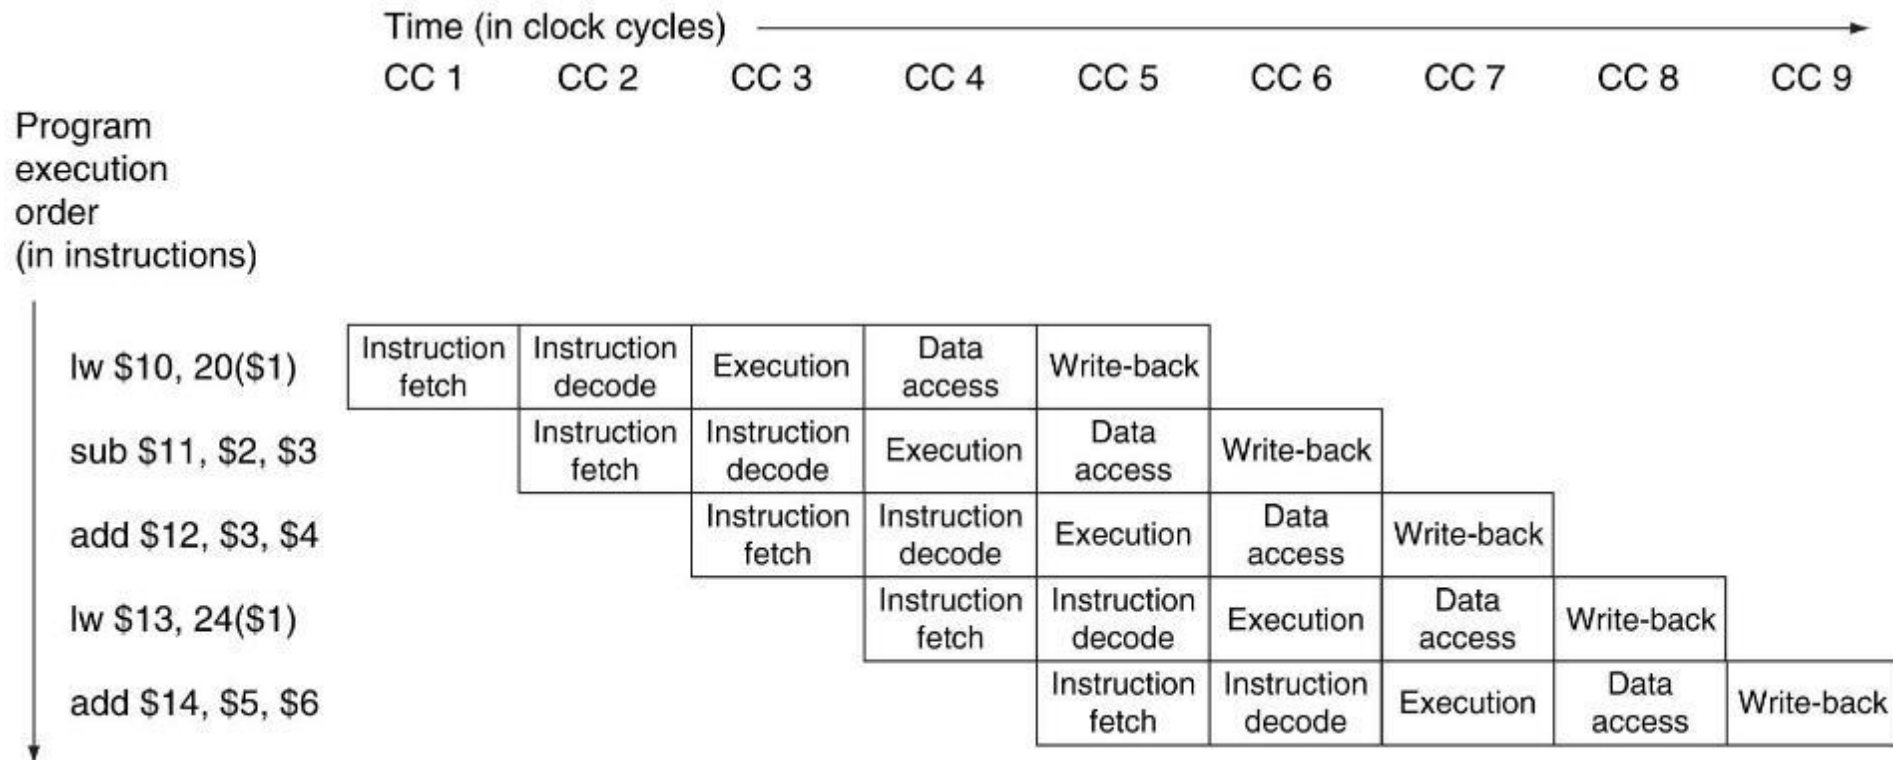 Time (in clock cycles)
CC 1 CC 2 CC 3 CC 4 CC 5 CC 6 CC 7 CC 8 CC 9
Program
execution
order
(in instructions)
lw $10, 20($1)
Instruction
fetch
Instruction
decode
Execution
Data
access
Write-back
sub $11, $2, $3
Instruction
fetch
Instruction
decode
Execution
Data
access
Write-back
add $12, $3, $4
Instruction
fetch
Instruction
decode
Execution
Data
access
Write-back
lw $13, 24($1)
Instruction
fetch
Instruction
decode
Execution
Data
access
Write-back
add $14, $5, $6
Instruction
fetch
Instruction
decode
Execution
Data
access
Write-back